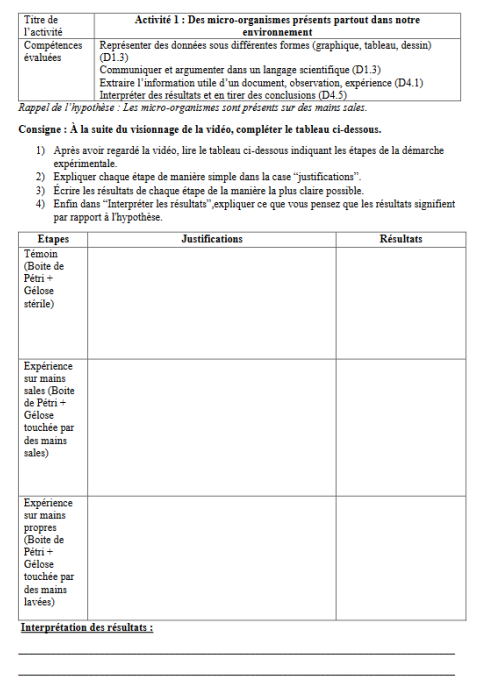 Titre de
l'activité
Activité 1 : Des micro-organismes présents partout dans notre
environnement
Compétences
évaluées
Représenter des données sous différentes formes (graphique, tableau, dessin)
(D1.3)
Communiquer et argumenter dans un langage scientifique (D1.3)
Extraire l'information utile d'un document, observation, expérience (D4.1)
Interpréter des résultats et en tirer des conclusions (D4.5)
Rappel de l'hypothèse : Les micro-organismes sont présents sur des mains sales.
Consigne : À la suite du visionnage de la vidéo, compléter le tableau ci-dessous.
1) Après avoir regardé la vidéo, lire le tableau ci-dessous indiquant les étapes de la démarche
expérimentale.
2) Expliquer chaque étape de manière simple dans la case "justifications".
3) Écrire les résultats de chaque étape de la manière la plus claire possible.
4) Enfin dans "Interpréter les résultats",expliquer ce que vous pensez que les résultats signifient
par rapport à l'hypothèse.
Etapes
Justifications
Résultats
Témoin
(Boite de
Pétri +
Gélose
stérile)
Expérience
sur mains
sales (Boite
de Pétri +
Gélose
touchée par
des mains
sales)
Expérience
sur mains
propres
(Boite de
Pétri +
Gélose
touchée par
des mains
lavées)
Interprétation des résultats :